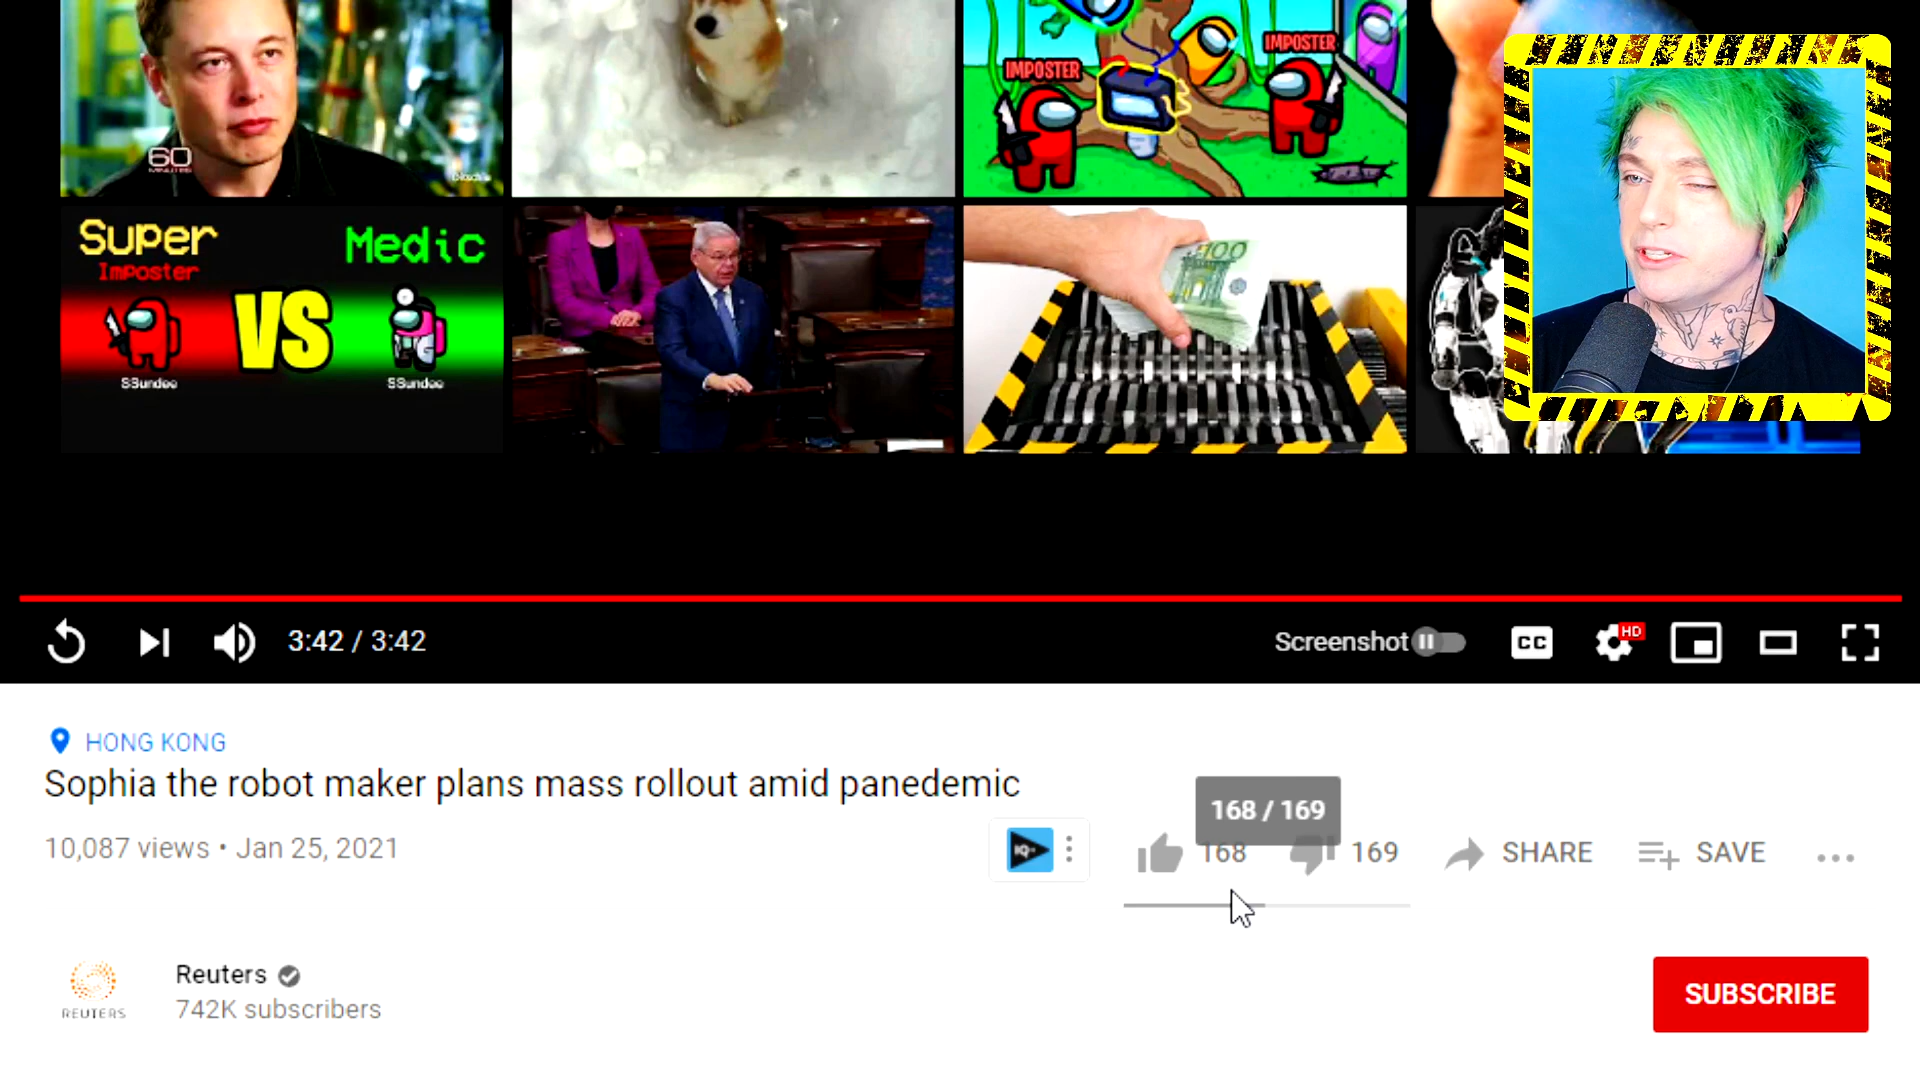 60
MINUTES
IMPOSTER
IMPOSTER
Super
Imposter
Medic
VS
SSundee
SSundee
100
3:42 / 3:42
Screenshot
CC
HD
HONG KONG
Sophia the robot maker plans mass rollout amid panedemic
10,087 views • Jan 25, 2021
IQ
168 / 169
168
169
SHARE
SAVE
Reuters
742K subscribers
REUTERS
SUBSCRIBE